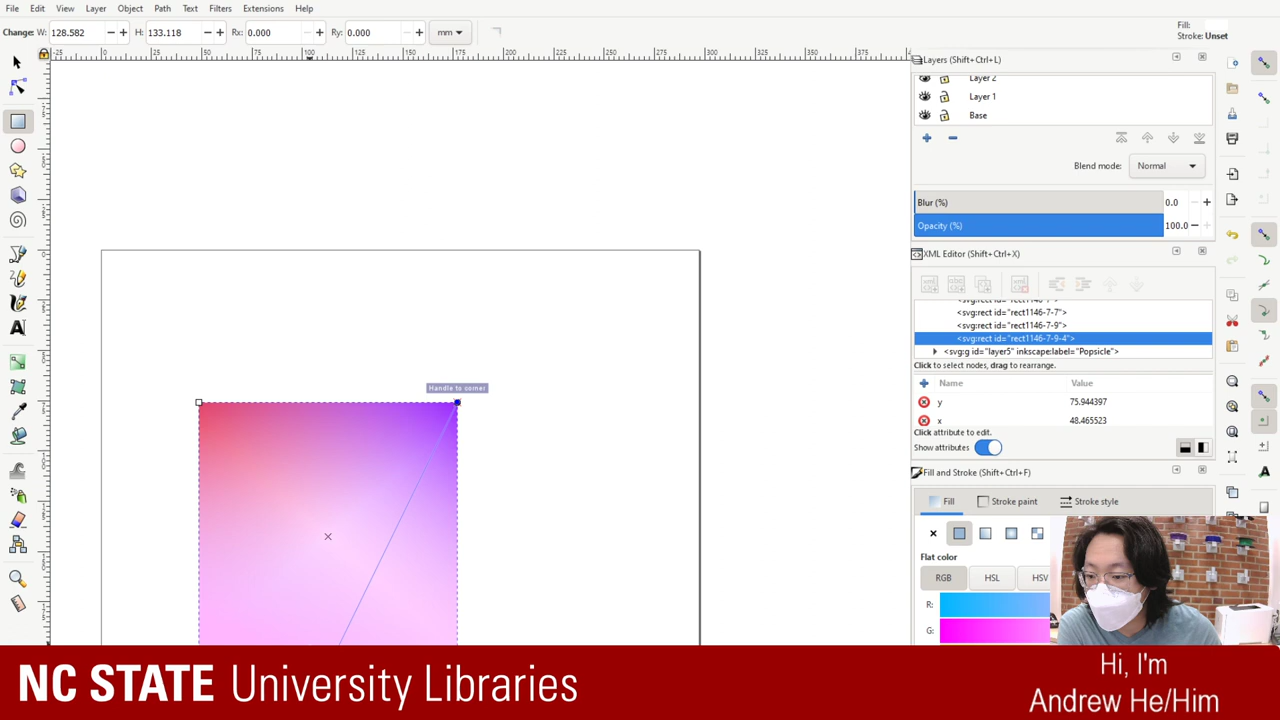 File Edit View Layer Object Path Text Filters Extensions Help
Change: W: 128.582 H: 133.118 Rx: 0.000 Ry: 0.000 mm
Fill:
Stroke: Unset
Layers (Shift+Ctrl+L)
Layer 2
Layer 1
Base
Blend mode: Normal
Blur (%) 0.0
Opacity (%) 100.0
XML Editor (Shift+Ctrl+X)
<svg:rect id="rect1146-7-7">
<svg:rect id="rect1146-7-9">
<svg:rect id="rect1146-7-9-4">
<svg:g id="layer5" inkscape:label="Popsicle">
Click to select nodes, drag to rearrange.
Name Value
y 75.944397
x 48.465523
Click attribute to edit.
Show attributes
Fill and Stroke (Shift+Ctrl+F)
Fill Stroke paint Stroke style
Flat color
RGB HSL HSV
R:
G:
Handle to corner
NC STATE University Libraries
Hi, I'm
Andrew He/Him